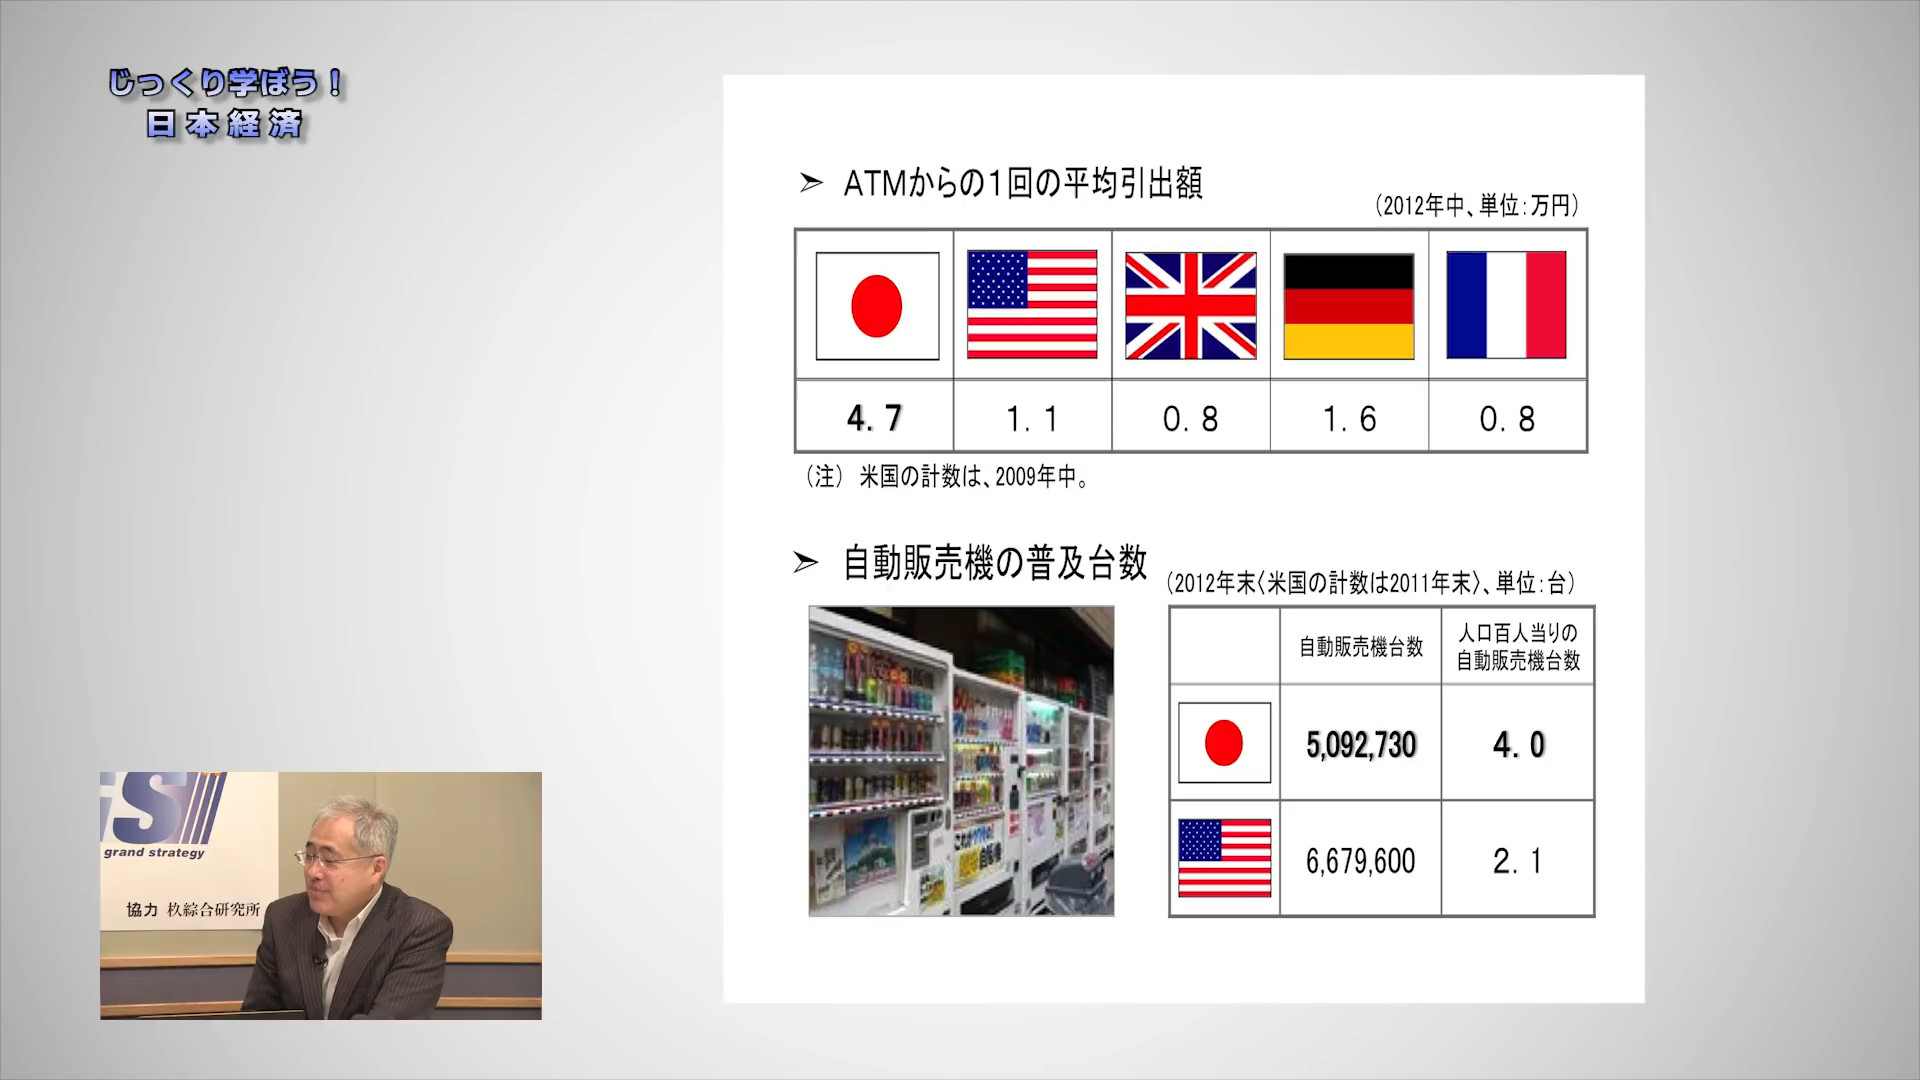 じっくり学ぼう！
日本経済
➢ ATMからの１回の平均引出額
（2012年中、単位：万円）
4．7 1．1 0．8 1．6 0．8
（注） 米国の計数は、2009年中。
➢ 自動販売機の普及台数
（2012年末〈米国の計数は2011年末〉、単位：台）
自動販売機台数
人口百人当りの
自動販売機台数
5,092,730 4．0
6,679,600 2．1
grand strategy
協力 杦綜合研究所